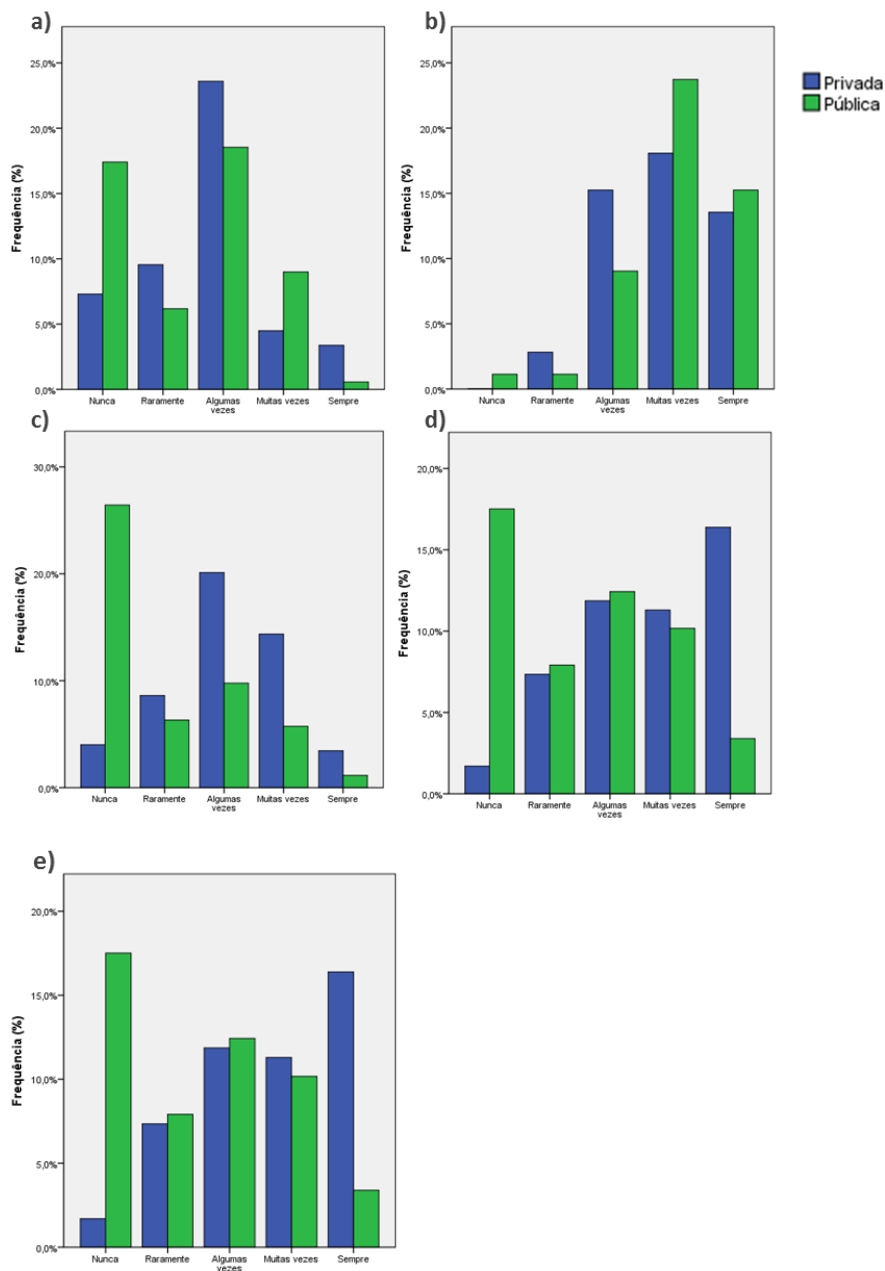 a)
25,0%
20,0%
15,0%
10,0%
5,0%
0,0%
Frequência (%)
Nunca
Raramente
Algumas
vezes
Muitas vezes
Sempre
b)
25,0%
20,0%
15,0%
10,0%
5,0%
0,0%
Frequência (%)
Nunca
Raramente
Algumas
vezes
Muitas vezes
Sempre
Privada
Pública
c)
30,0%
20,0%
10,0%
0,0%
Frequência (%)
Nunca
Raramente
Algumas
vezes
Muitas vezes
Sempre
d)
20,0%
15,0%
10,0%
5,0%
0,0%
Frequência (%)
Nunca
Raramente
Algumas
vezes
Muitas vezes
Sempre
e)
20,0%
15,0%
10,0%
5,0%
0,0%
Frequência (%)
Nunca
Raramente
Algumas
vezes
Muitas vezes
Sempre